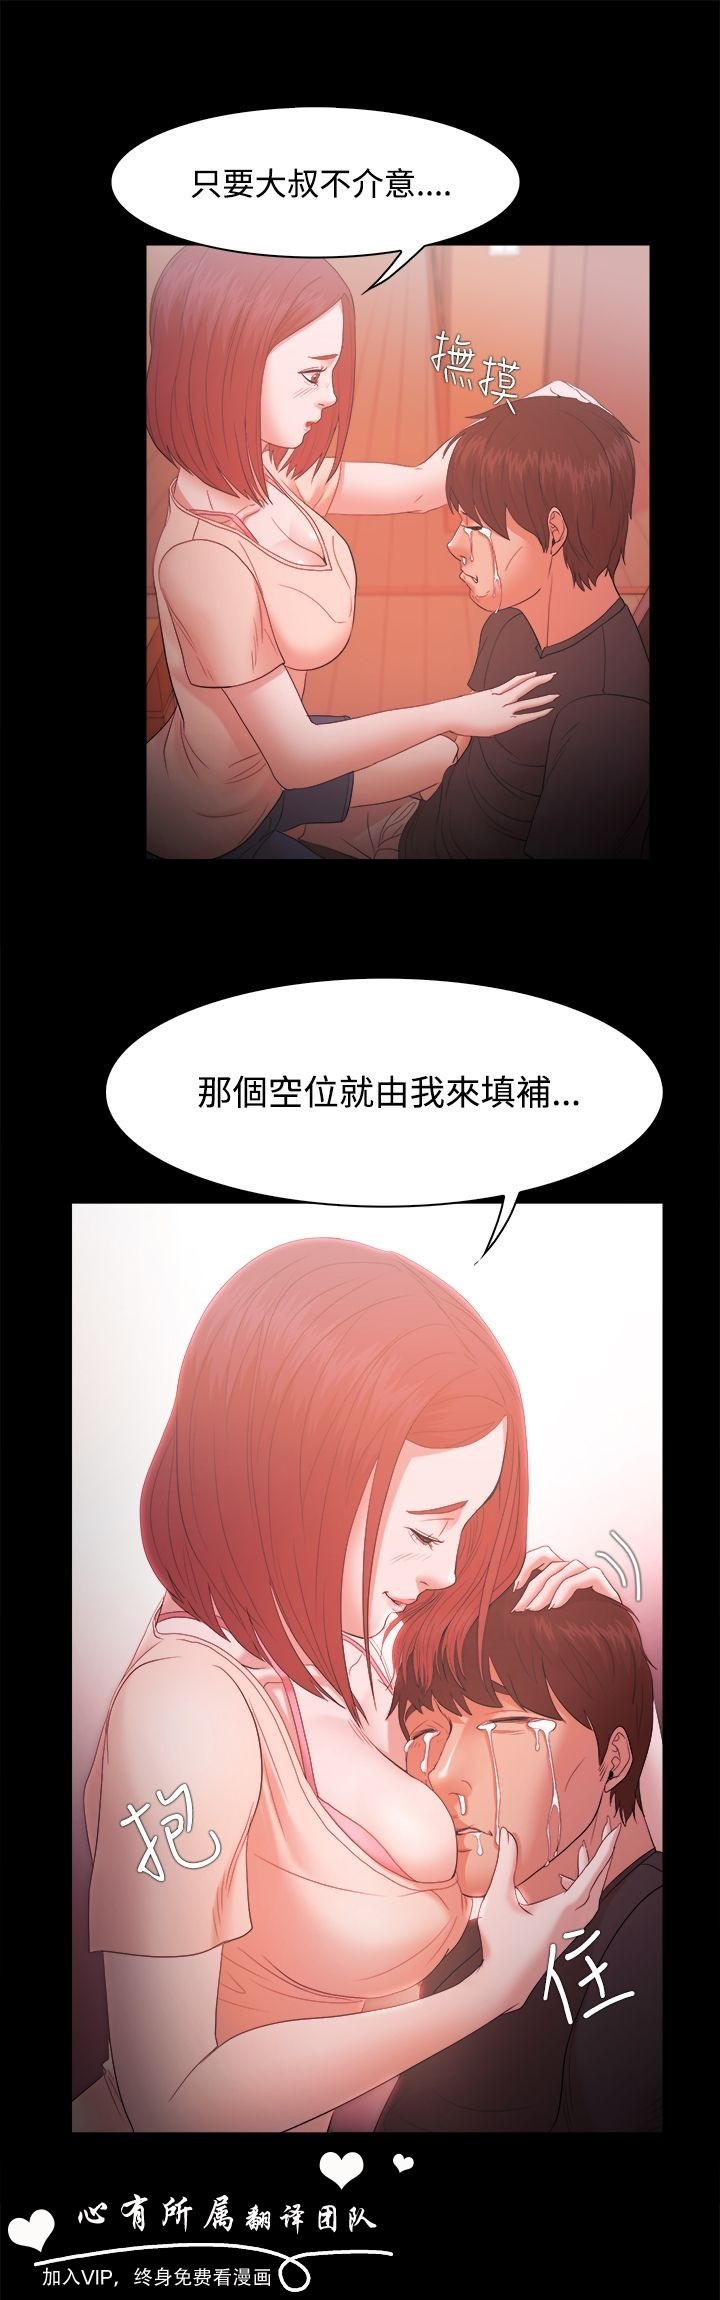 只要大叔不介意....
撫摸
那個空位就由我來填補...
抱
住
心有所属翻译团队
加入VIP，终身免费看漫画